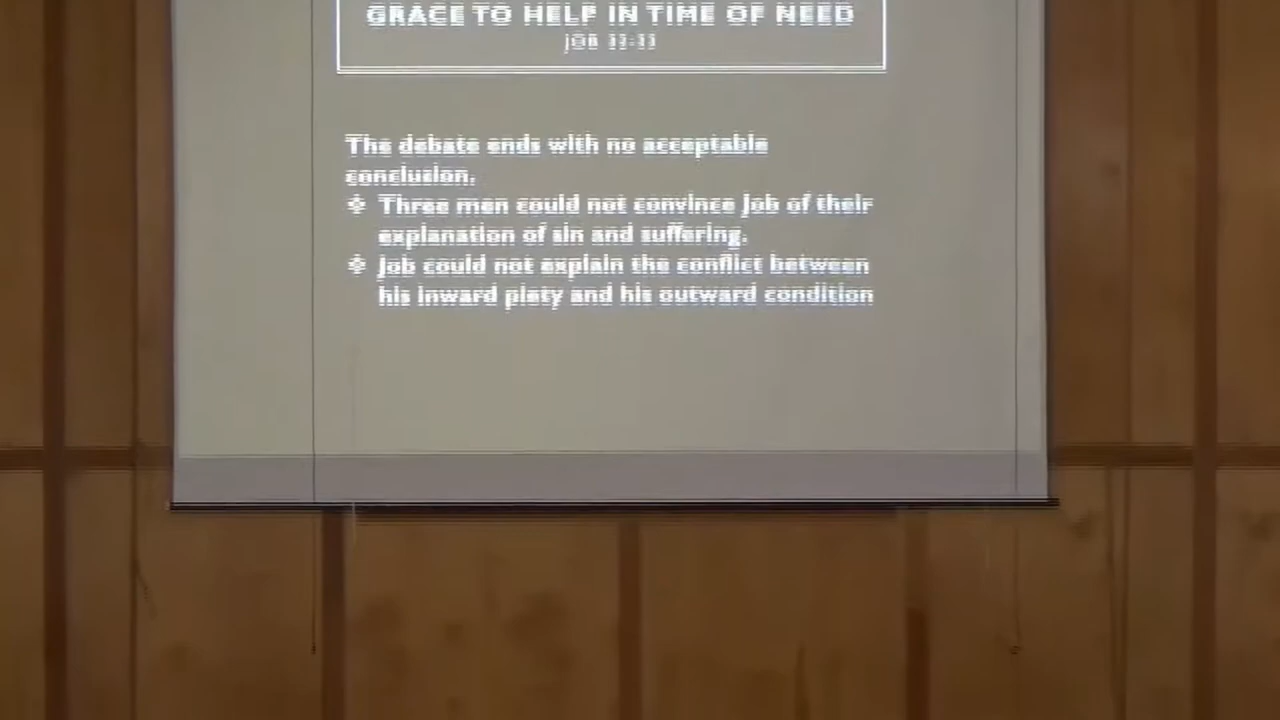 GRACE TO HELP IN TIME OF NEED
JOB
The debate ends with no acceptable
conclusion.
❖ Three men could not convince Job of their
explanation of sin and suffering.
❖ Job could not explain the conflict between
his inward piety and his outward condition